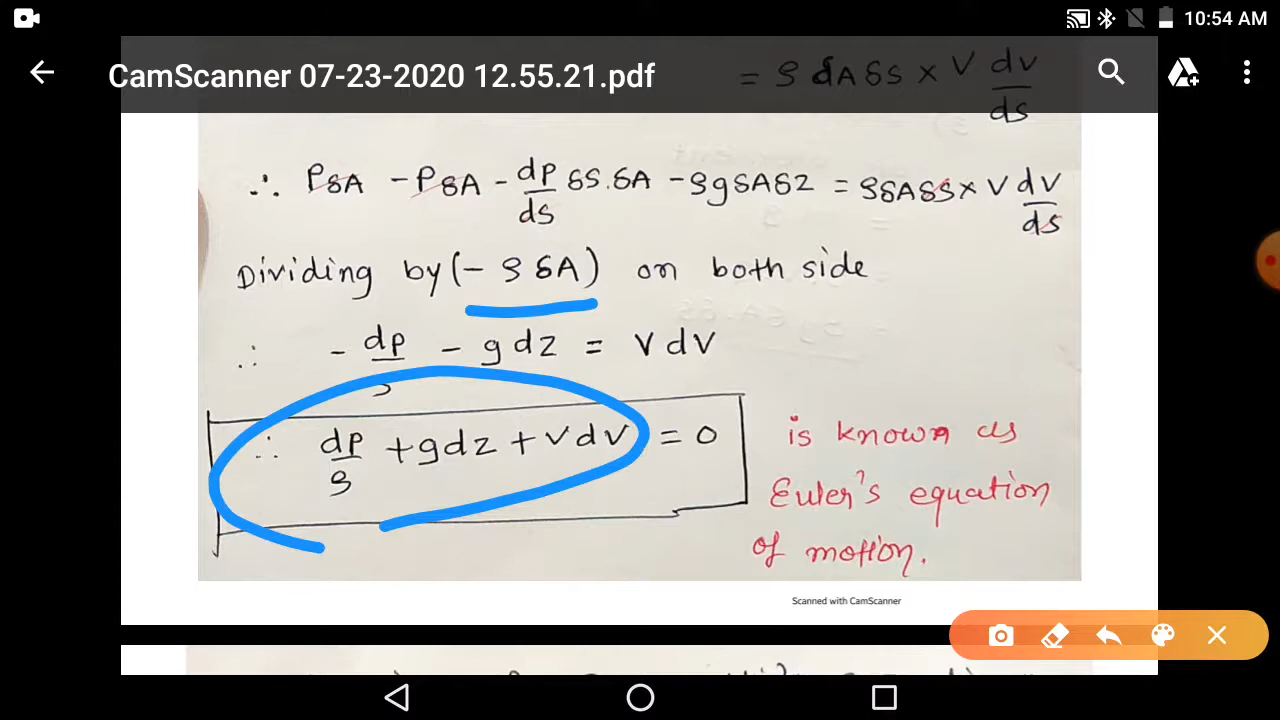 10:54 AM
CamScanner 07-23-2020 12.55.21.pdf
= ρ δA δs × V dv/ds
∴ PδA - PδA - dp/ds δs.δA - ρgδAδz = ρδAδs × V dv/ds
Dividing by (- ρ δA) on both side
∴ - dp/ρ - gdz = VdV
∴ dp/ρ + gdz + VdV = 0
is known as
Euler's equation
of motion.
Scanned with CamScanner